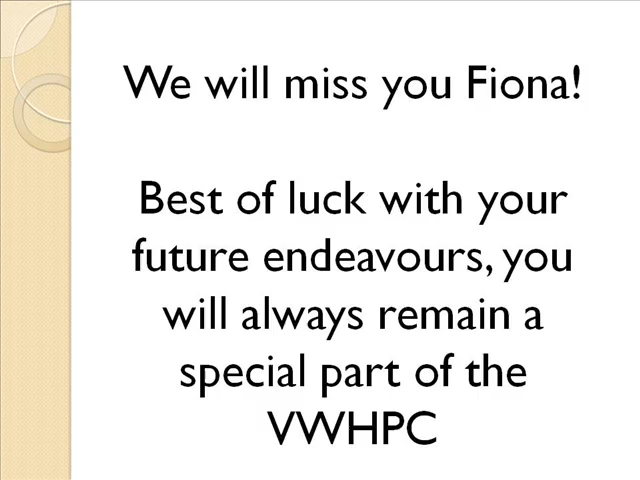 We will miss you Fiona!
Best of luck with your
future endeavours, you
will always remain a
special part of the
VWHPC